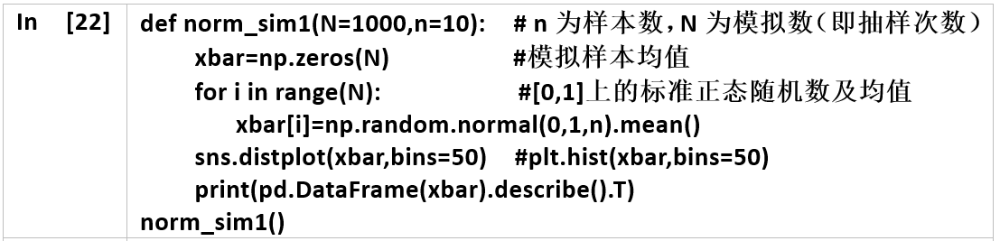 In [22] def norm_sim1(N=1000,n=10): # n 为样本数，N 为模拟数（即抽样次数）
xbar=np.zeros(N) #模拟样本均值
for i in range(N): #[0,1]上的标准正态随机数及均值
xbar[i]=np.random.normal(0,1,n).mean()
sns.distplot(xbar,bins=50) #plt.hist(xbar,bins=50)
print(pd.DataFrame(xbar).describe().T)
norm_sim1()